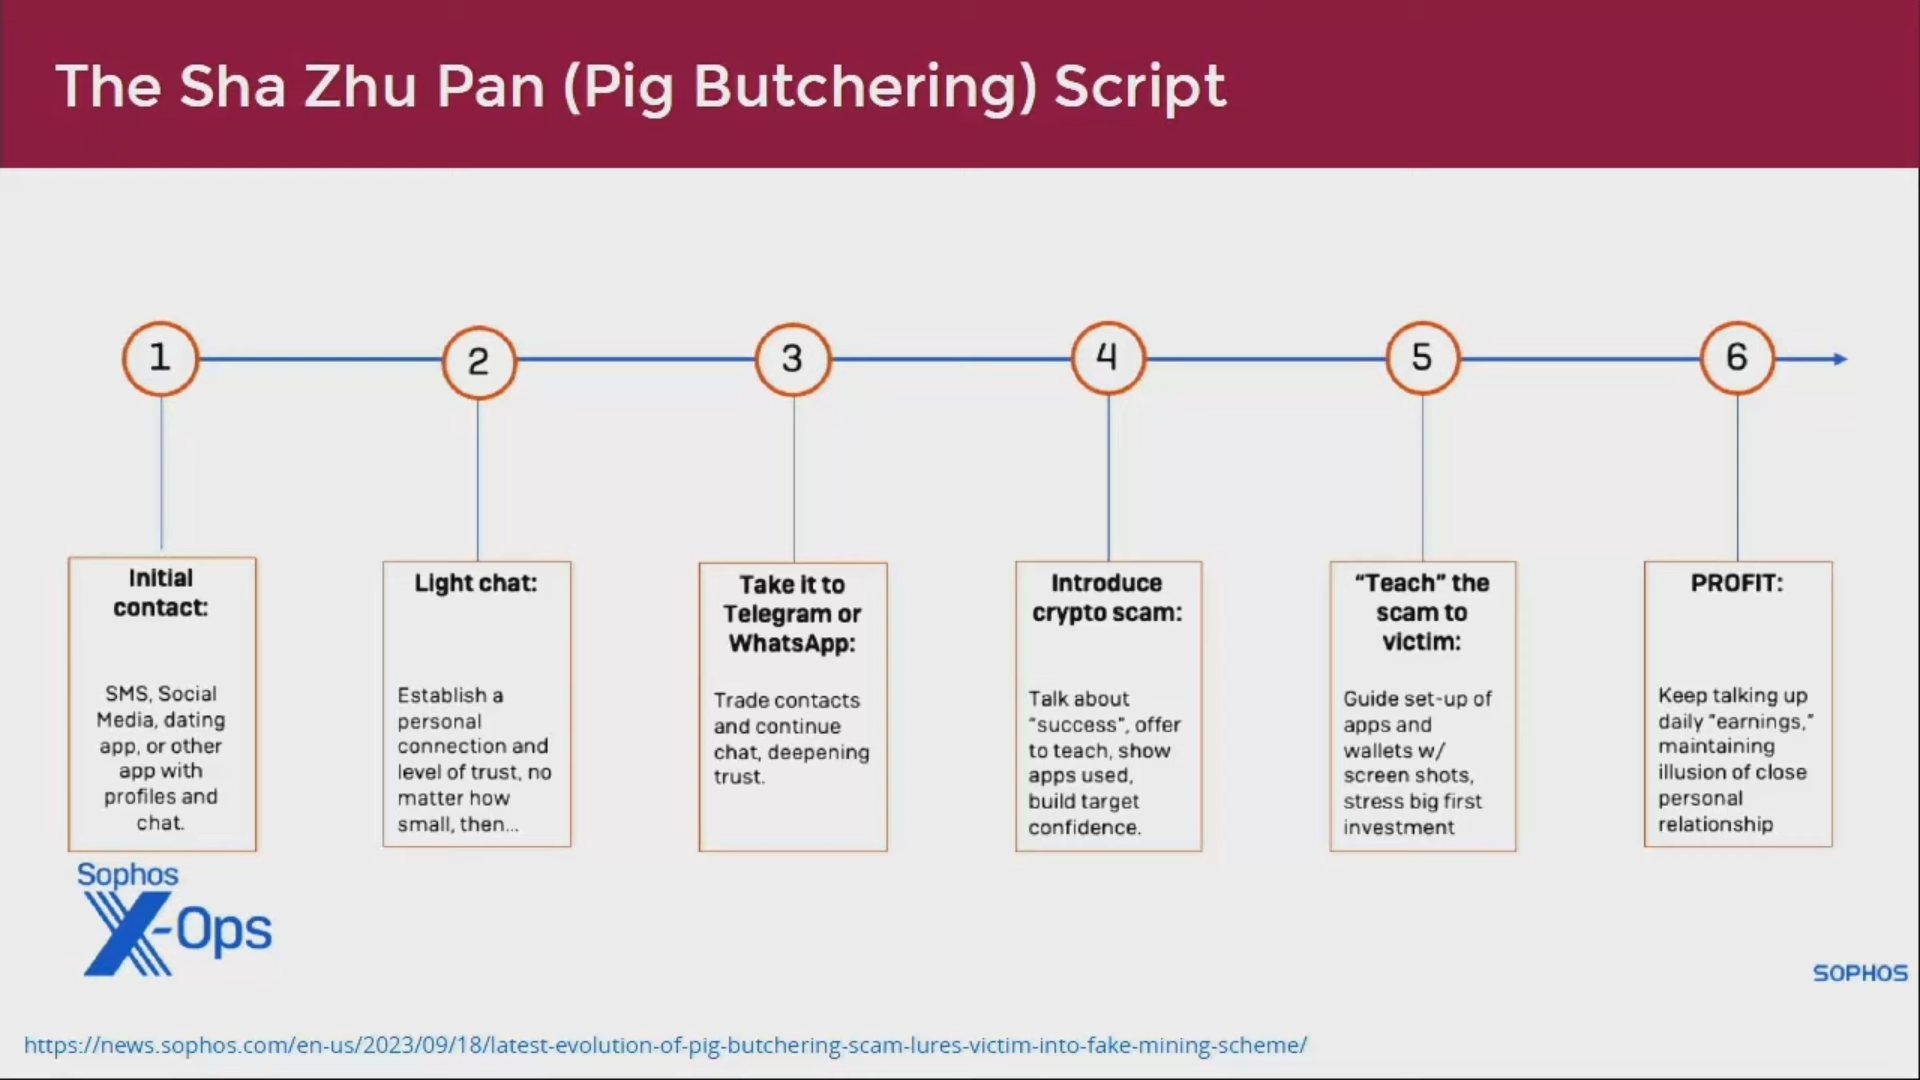 The Sha Zhu Pan (Pig Butchering) Script
1
2
3
4
5
6
Initial
contact:
SMS, Social
Media, dating
app, or other
app with
profiles and
chat.
Light chat:
Establish a
personal
connection and
level of trust, no
matter how
small, then...
Take it to
Telegram or
WhatsApp:
Trade contacts
and continue
chat, deepening
trust.
Introduce
crypto scam:
Talk about
"success", offer
to teach, show
apps used,
build target
confidence.
"Teach" the
scam to
victim:
Guide set-up of
apps and
wallets w/
screen shots,
stress big first
investment
PROFIT:
Keep talking up
daily "earnings,"
maintaining
illusion of close
personal
relationship
Sophos
X-Ops
SOPHOS
https://news.sophos.com/en-us/2023/09/18/latest-evolution-of-pig-butchering-scam-lures-victim-into-fake-mining-scheme/